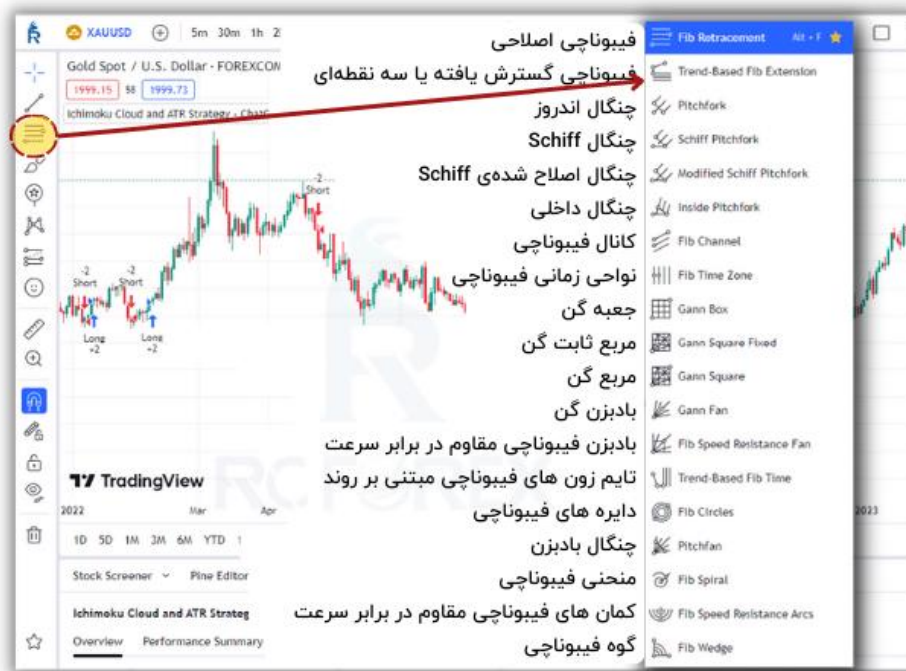 XAUUSD
5m 30m 1h
Gold Spot / U.S. Dollar · FOREXCOM
1999.15 58 1999.73
Ichimoku Cloud and ATR Strategy - ChatG
فیبوناچی اصلاحی
Fib Retracement Alt + F
فیبوناچی گسترش یافته یا سه نقطه‌ای
Trend-Based Fib Extension
چنگال اندروز
Pitchfork
چنگال Schiff
Schiff Pitchfork
چنگال اصلاح شده‌ی Schiff
Modified Schiff Pitchfork
چنگال داخلی
Inside Pitchfork
کانال فیبوناچی
Fib Channel
نواحی زمانی فیبوناچی
Fib Time Zone
جعبه گن
Gann Box
مربع ثابت گن
Gann Square Fixed
مربع گن
Gann Square
بادبزن گن
Gann Fan
بادبزن فیبوناچی مقاوم در برابر سرعت
Fib Speed Resistance Fan
تایم زون های فیبوناچی مبتنی بر روند
Trend-Based Fib Time
دایره های فیبوناچی
Fib Circles
چنگال بادبزن
Pitchfan
منحنی فیبوناچی
Fib Spiral
کمان های فیبوناچی مقاوم در برابر سرعت
Fib Speed Resistance Arcs
گوه فیبوناچی
Fib Wedge
-2
Short
-2
Short
-2
Short
Long
+2
Long
+2
RC FOREX
TradingView
2022 Mar Apr 2023
1D 5D 1M 3M 6M YTD
Stock Screener Pine Editor
Ichimoku Cloud and ATR Strateg
Overview Performance Summary